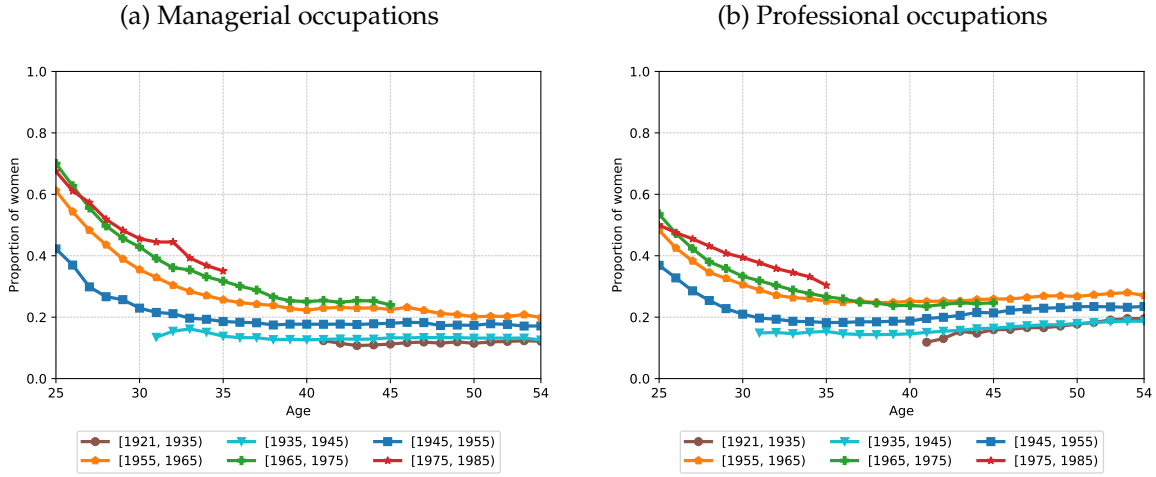 (a) Managerial occupations
1.0
0.8
0.6
0.4
0.2
0.0
Proportion of women
25 30 35 40 45 50 54
Age
[1921, 1935) [1935, 1945) [1945, 1955)
[1955, 1965) [1965, 1975) [1975, 1985)
(b) Professional occupations
1.0
0.8
0.6
0.4
0.2
0.0
Proportion of women
25 30 35 40 45 50 54
Age
[1921, 1935) [1935, 1945) [1945, 1955)
[1955, 1965) [1965, 1975) [1975, 1985)